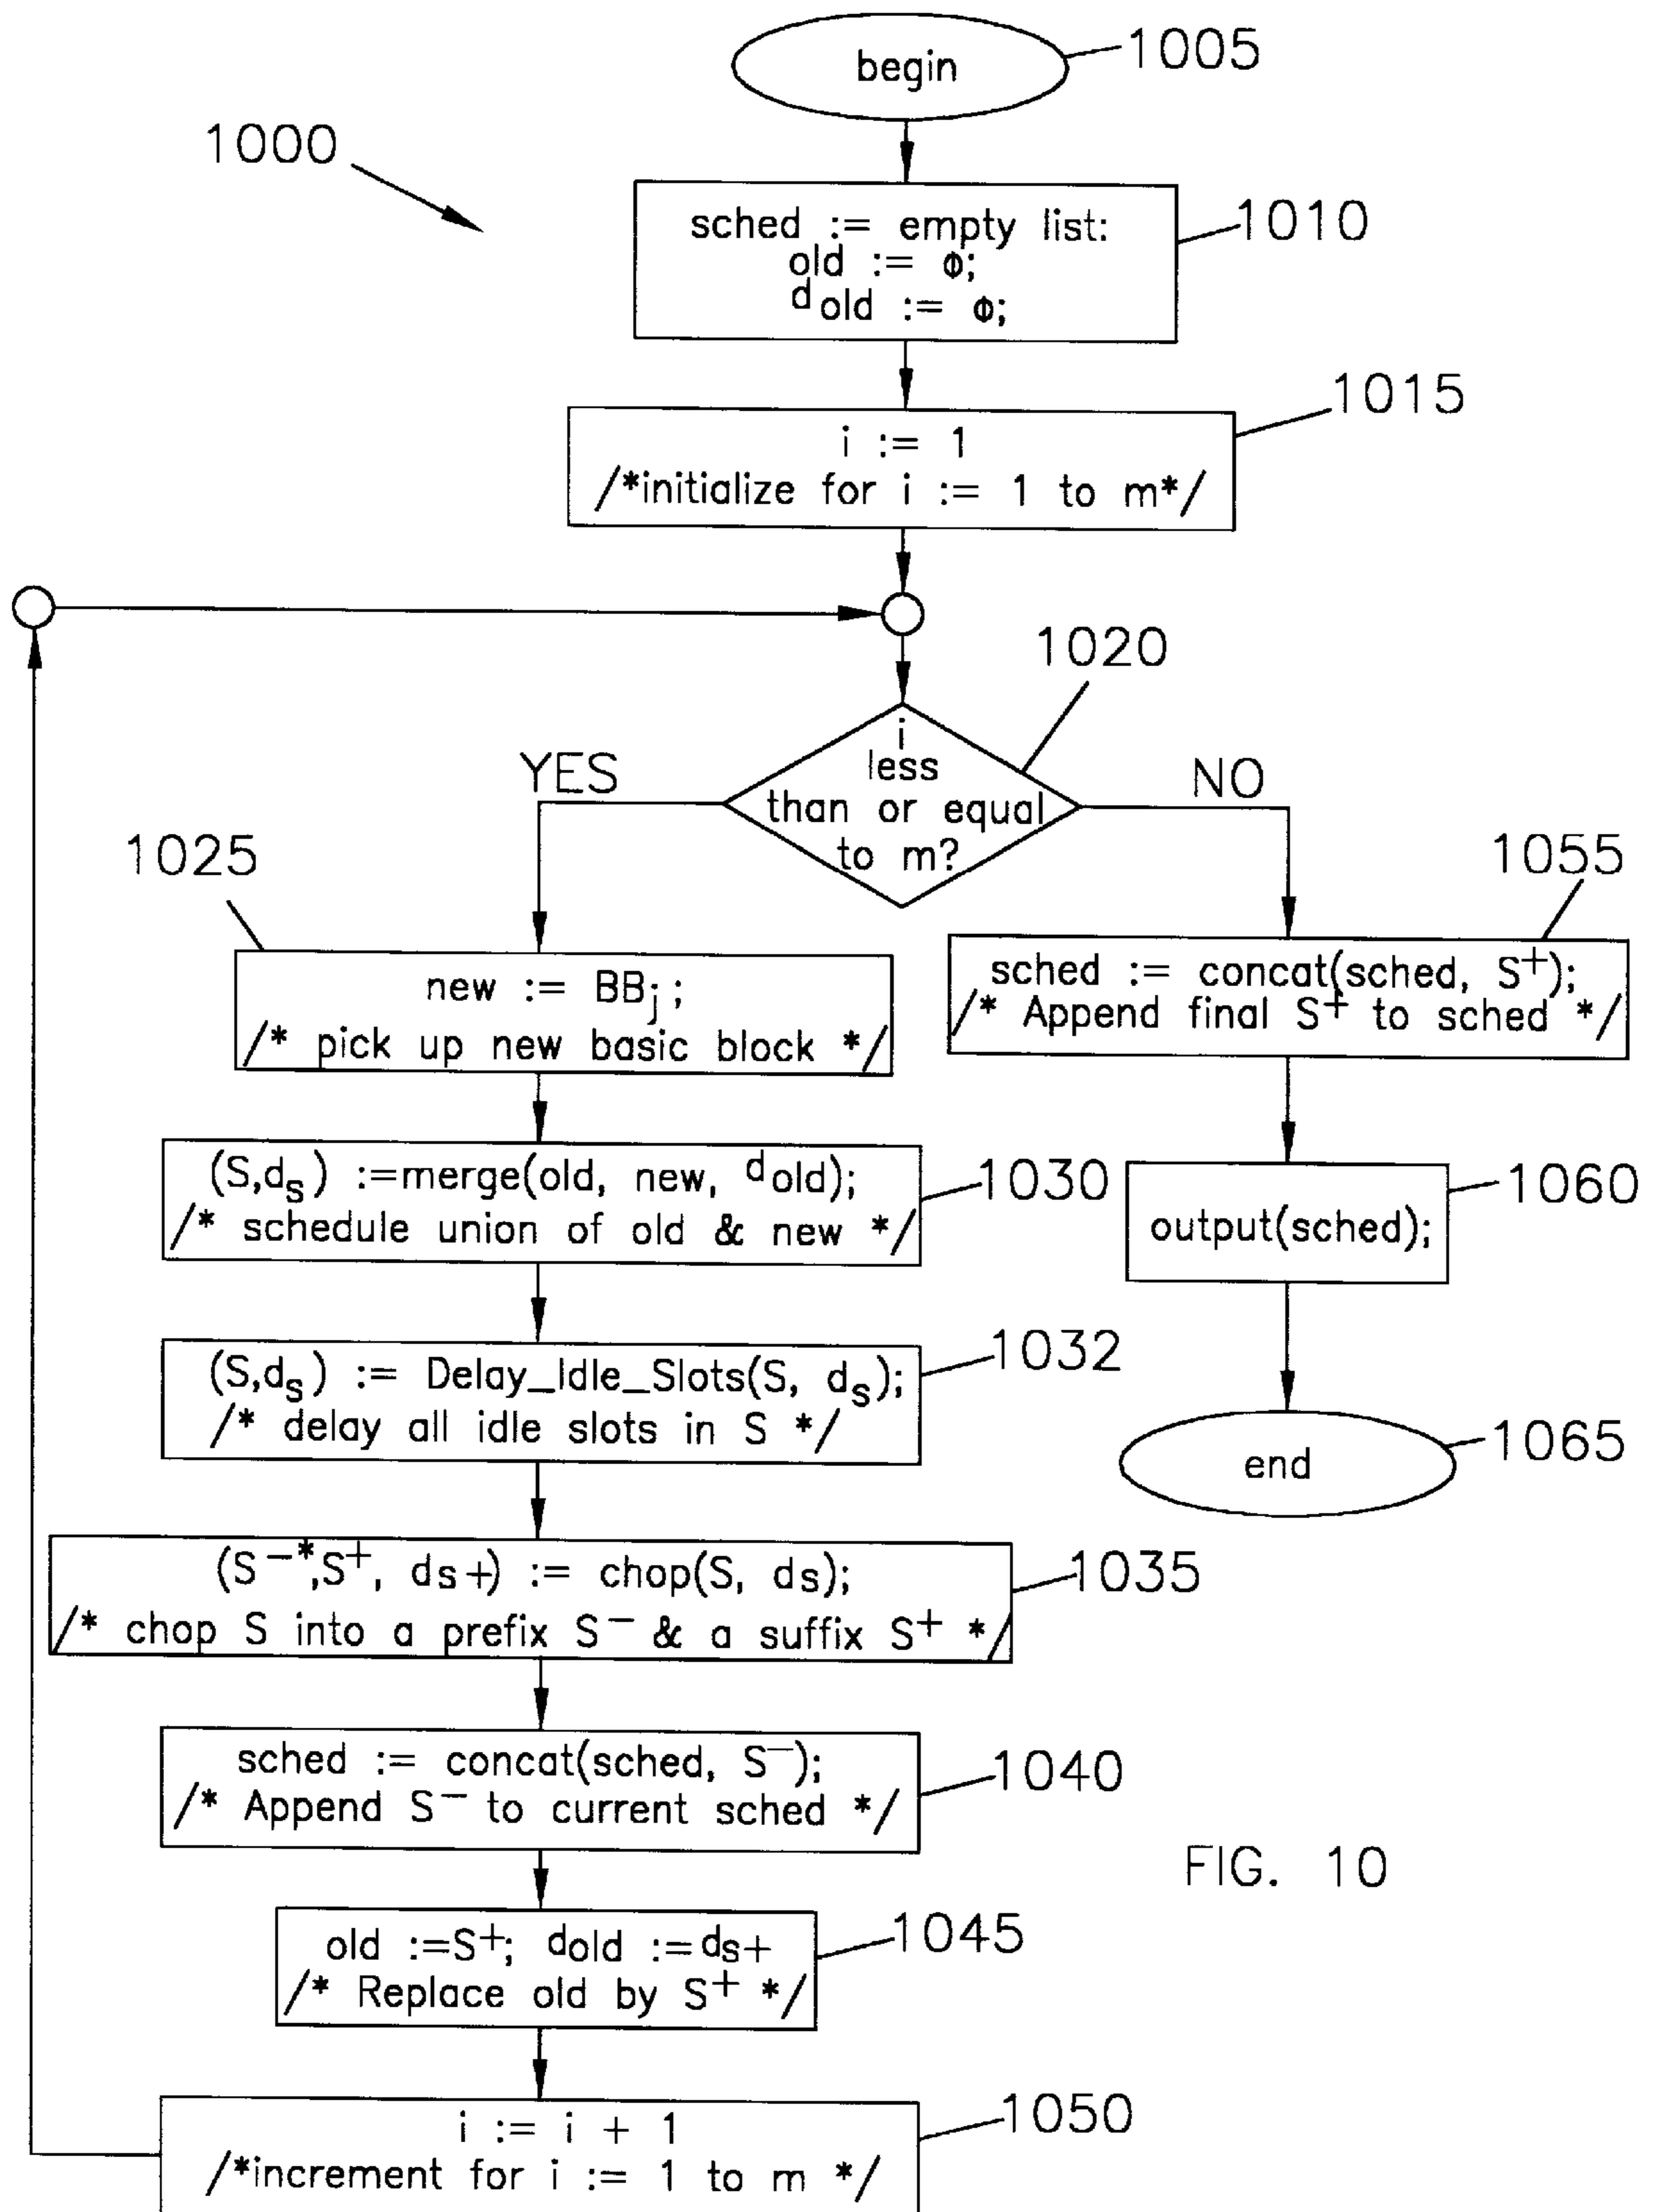 begin
1005
1000
sched := empty list:
old := Φ;
dold := Φ;
1010
i := 1
/*initialize for i := 1 to m*/
1015
i
less
than or equal
to m?
1020
YES
NO
1025
new := BBj;
/* pick up new basic block */
1055
sched := concat(sched, S+);
/* Append final S+ to sched */
(S,ds) :=merge(old, new, dold);
/* schedule union of old & new */
1030
output(sched);
1060
(S,ds) := Delay_Idle_Slots(S, ds);
/* delay all idle slots in S */
1032
end
1065
(S-*,S+, ds+) := chop(S, ds);
/* chop S into a prefix S- & a suffix S+ */
1035
sched := concat(sched, S-);
/* Append S- to current sched */
1040
FIG. 10
old :=S+; dold :=ds+
/* Replace old by S+ */
1045
i := i + 1
/*increment for i := 1 to m */
1050